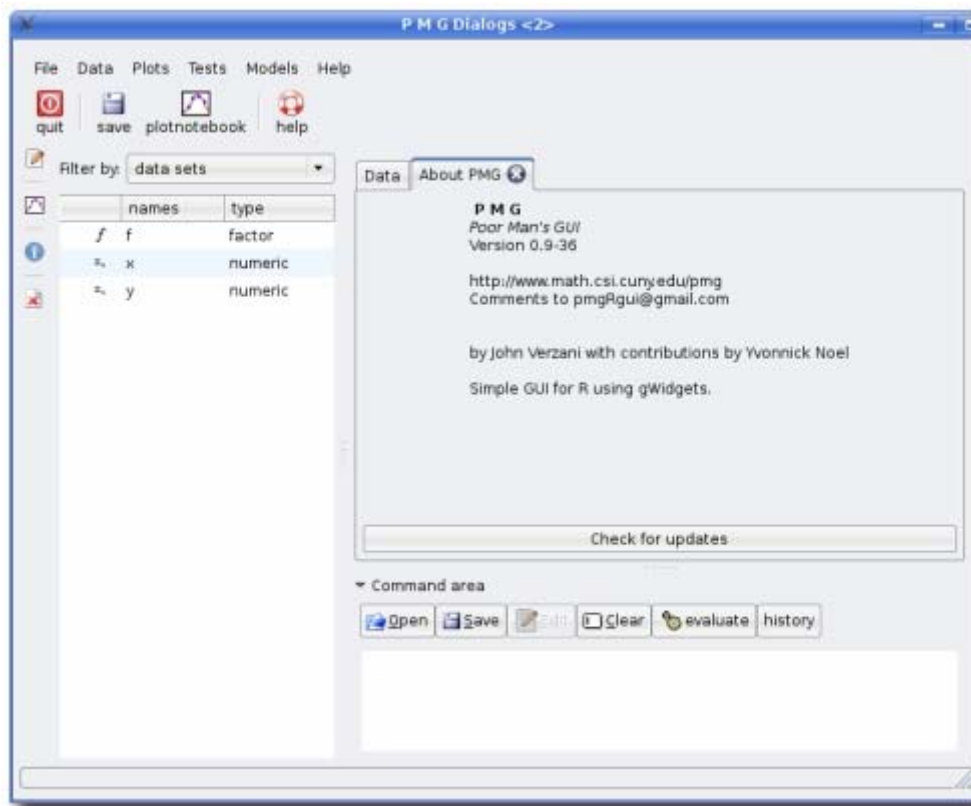 P M G Dialogs <2>
File Data Plots Tests Models Help
quit save plotnotebook help
Filter by: data sets
names type
f f factor
x numeric
y numeric
Data About PMG
P M G
Poor Man's GUI
Version 0.9-36
http://www.math.csi.cuny.edu/pmg
Comments to pmgRgui@gmail.com
by John Verzani with contributions by Yvonnick Noel
Simple GUI for R using gWidgets.
Check for updates
Command area
Open Save Edit Clear evaluate history